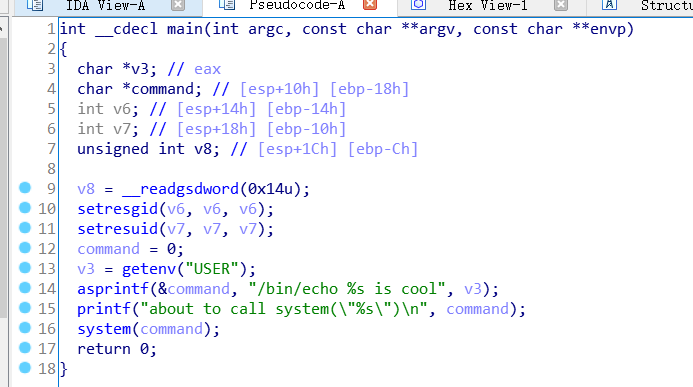 IDA View-A Pseudocode-A Hex View-1 Structu
1 int __cdecl main(int argc, const char **argv, const char **envp)
2 {
3 char *v3; // eax
4 char *command; // [esp+10h] [ebp-18h]
5 int v6; // [esp+14h] [ebp-14h]
6 int v7; // [esp+18h] [ebp-10h]
7 unsigned int v8; // [esp+1Ch] [ebp-Ch]
8
9 v8 = __readgsdword(0x14u);
10 setresgid(v6, v6, v6);
11 setresuid(v7, v7, v7);
12 command = 0;
13 v3 = getenv("USER");
14 asprintf(&command, "/bin/echo %s is cool", v3);
15 printf("about to call system(\"%s\")\n", command);
16 system(command);
17 return 0;
18 }